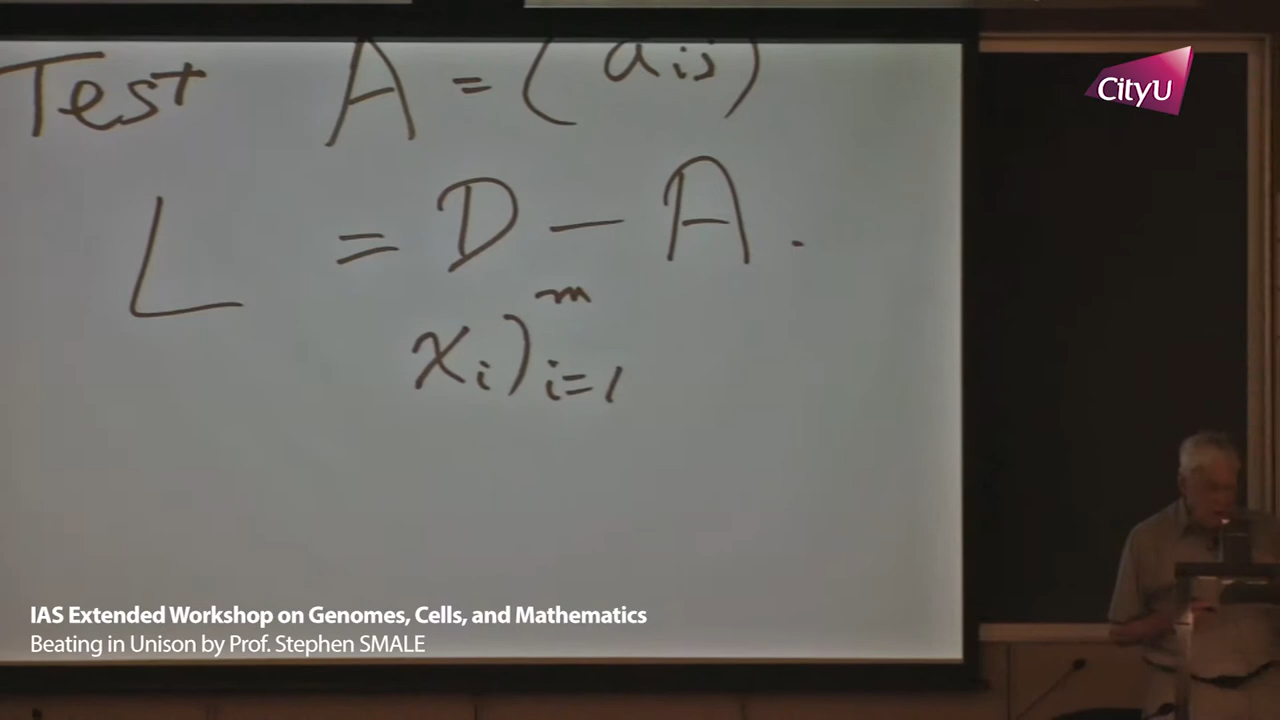 Test A = (aij)
L = D - A.
xi)^m_{i=1}
CityU
IAS Extended Workshop on Genomes, Cells, and Mathematics
Beating in Unison by Prof. Stephen SMALE